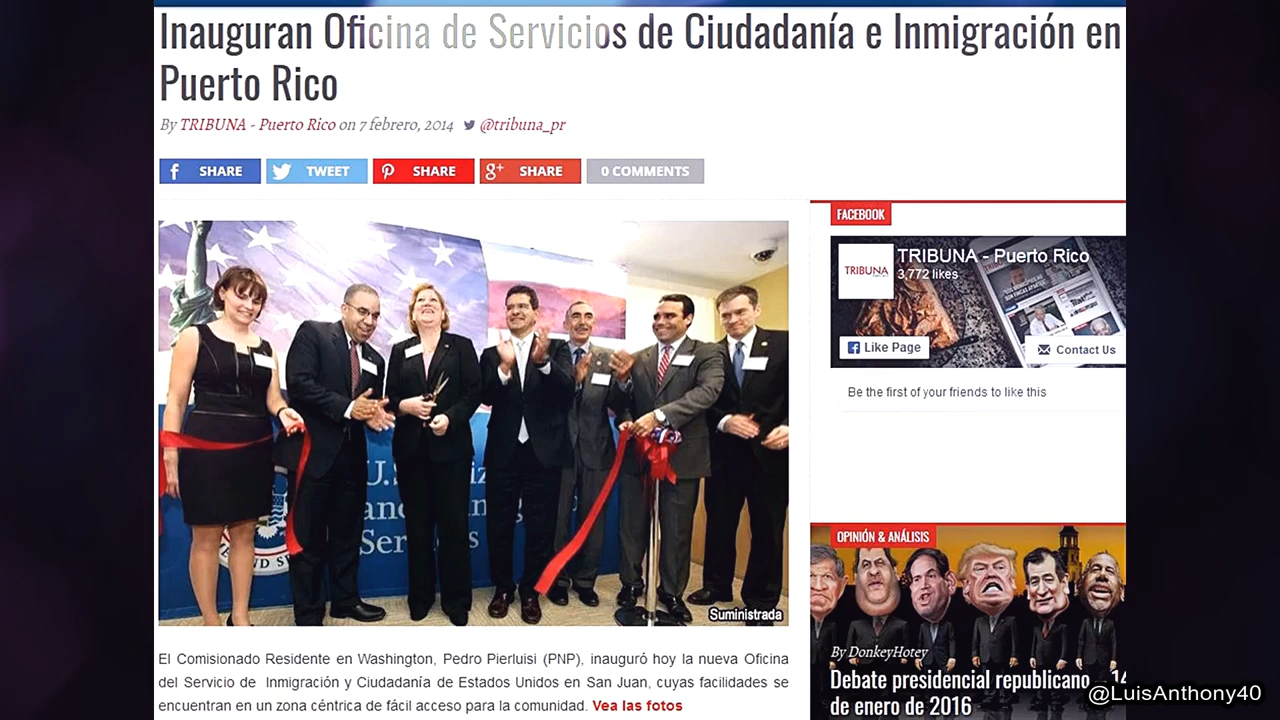 Inauguran Oficina de Servicios de Ciudadanía e Inmigración en
Puerto Rico
By TRIBUNA - Puerto Rico on 7 febrero, 2014 @tribuna_pr
SHARE
TWEET
SHARE
SHARE
0 COMMENTS
FACEBOOK
TRIBUNA
TRIBUNA - Puerto Rico
3,772 likes
Like Page
Contact Us
Be the first of your friends to like this
Suministrada
El Comisionado Residente en Washington, Pedro Pierluisi (PNP), inauguró hoy la nueva Oficina
del Servicio de Inmigración y Ciudadanía de Estados Unidos en San Juan, cuyas facilidades se
encuentran en un zona céntrica de fácil acceso para la comunidad. Vea las fotos
OPINIÓN & ANÁLISIS
By DonkeyHotey
Debate presidencial republicano
de enero de 2016
@LuisAnthony40